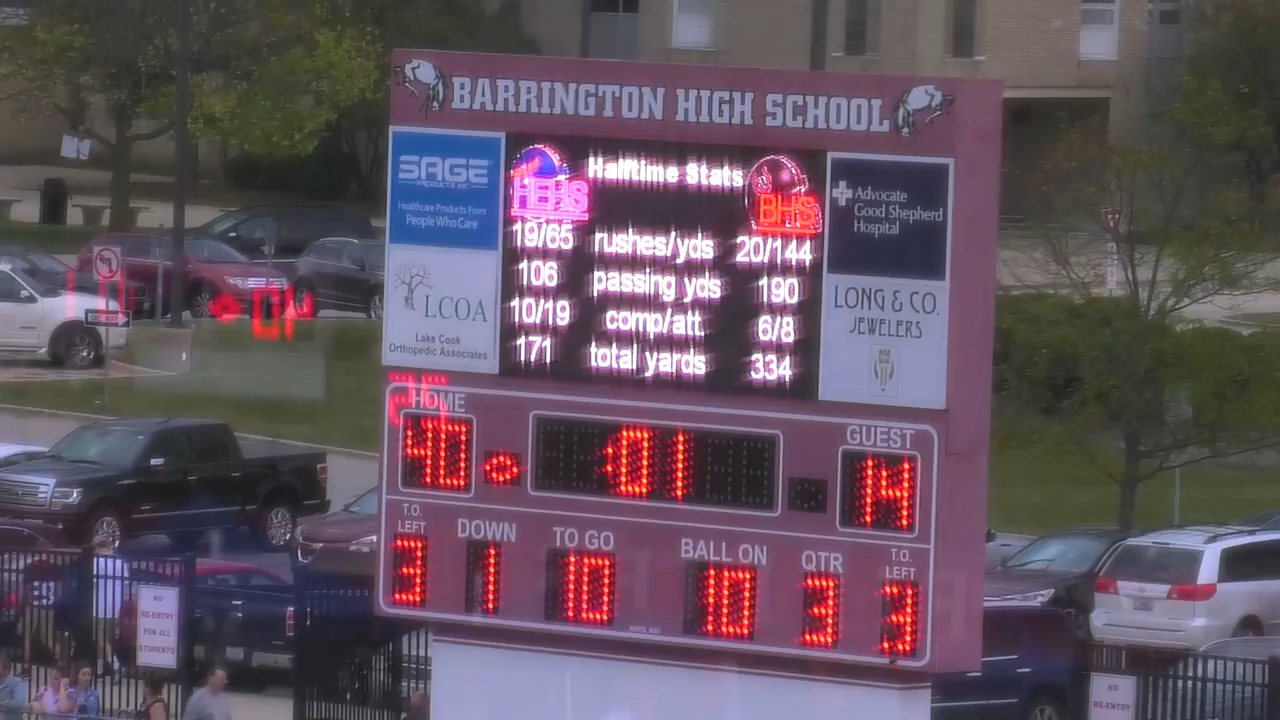 BARRINGTON HIGH SCHOOL
SAGE
PRODUCTS INC
Healthcare Products From
People Who Care
LCOA
Lake Cook
Orthopedic Associates
Halftime Stats
HEHS
BHS
19/65 rushes/yds 20/144
106 passing yds 190
10/19 comp/att. 6/8
171 total yards 334
Advocate
Good Shepherd
Hospital
LONG & CO.
JEWELERS
HOME
40
:01
GUEST
14
T.O.
LEFT
3
DOWN
1
TO GO
10
BALL ON
10
QTR
3
T.O.
LEFT
3
ONE WAY
NO
RE-ENTRY
FOR ALL
STUDENTS
NO
RE-ENTRY